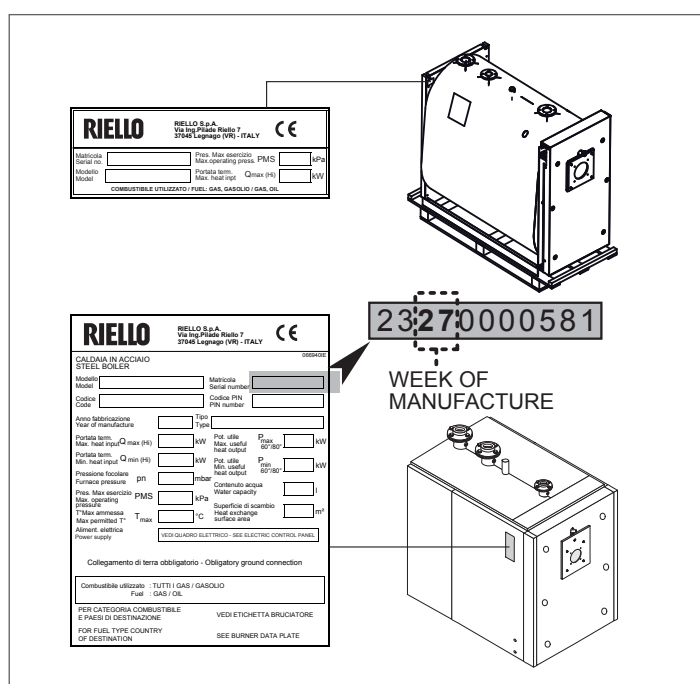 RIELLO
RIELLO S.p.A.
Via Ing.Pilade Riello 7
37045 Legnago (VR) - ITALY
CE
Matricola
Serial no.
Pres. Max esercizio
Max.operating press. PMS kPa
Modello
Model
Portata term.
Max. heat inpt Qmax (Hi) kW
COMBUSTIBILE UTILIZZATO / FUEL: GAS, GASOLIO / GAS, OIL
23270000581
WEEK OF
MANUFACTURE
RIELLO
RIELLO S.p.A.
Via Ing.Pilade Riello 7
37045 Legnago (VR) - ITALY
CE
CALDAIA IN ACCIAIO
STEEL BOILER
Modello
Model
Matricola
Serial number
Codice
Code
Codice PIN
PIN number
Anno fabbricazione
Year of manufacture
Tipo
Type
Portata term.
Max. heat input Q max (Hi) kW
Pot. utile
Max. useful
heat output
P max 60°/80° kW
Portata term.
Min. heat input Q min (Hi) kW
Pot. utile
Min. useful
heat output
P min 60°/80° kW
Pressione focolare
Furnace pressure pn mbar
Contenuto acqua
Water capacity l
Pres. Max esercizio
Max. operating
pressure
PMS kPa
Superficie di scambio
Heat exchange
surface area
m²
T°Max ammessa
Max permitted T° T max °C
Aliment. elettrica
Power supply
VEDI QUADRO ELETTRICO - SEE ELECTRIC CONTROL PANEL
Collegamento di terra obbligatorio - Obligatory ground connection
Combustibile utilizzato : TUTTI I GAS / GASOLIO
Fuel : GAS / OIL
PER CATEGORIA COMBUSTIBILE
E PAESI DI DESTINAZIONE
VEDI ETICHETTA BRUCIATORE
FOR FUEL TYPE COUNTRY
OF DESTINATION
SEE BURNER DATA PLATE